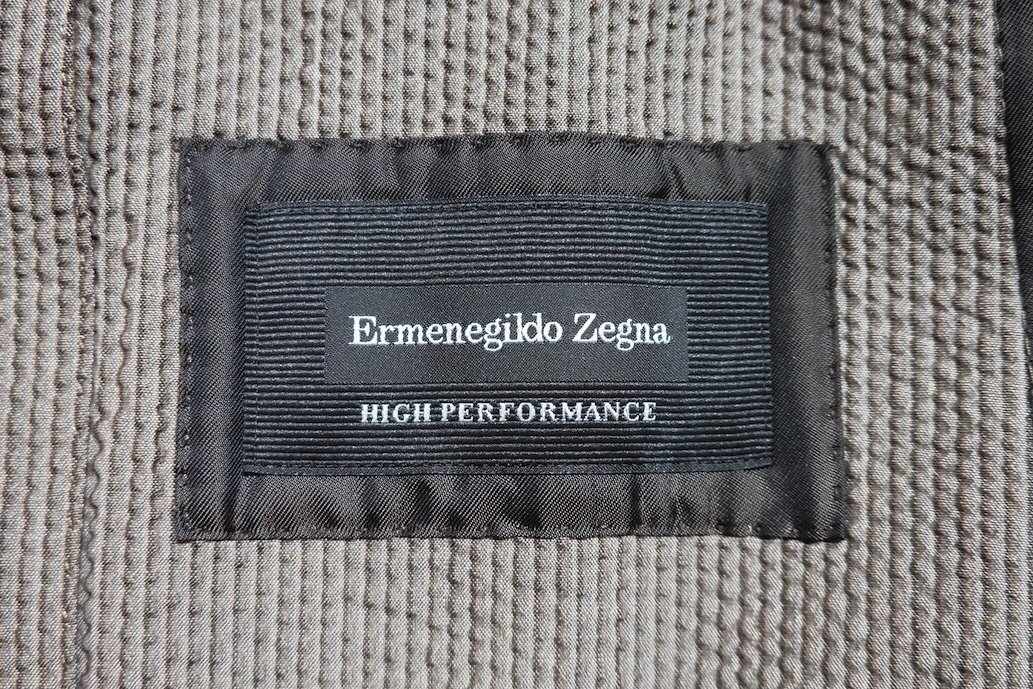 Ermenegildo Zegna
HIGH PERFORMANCE